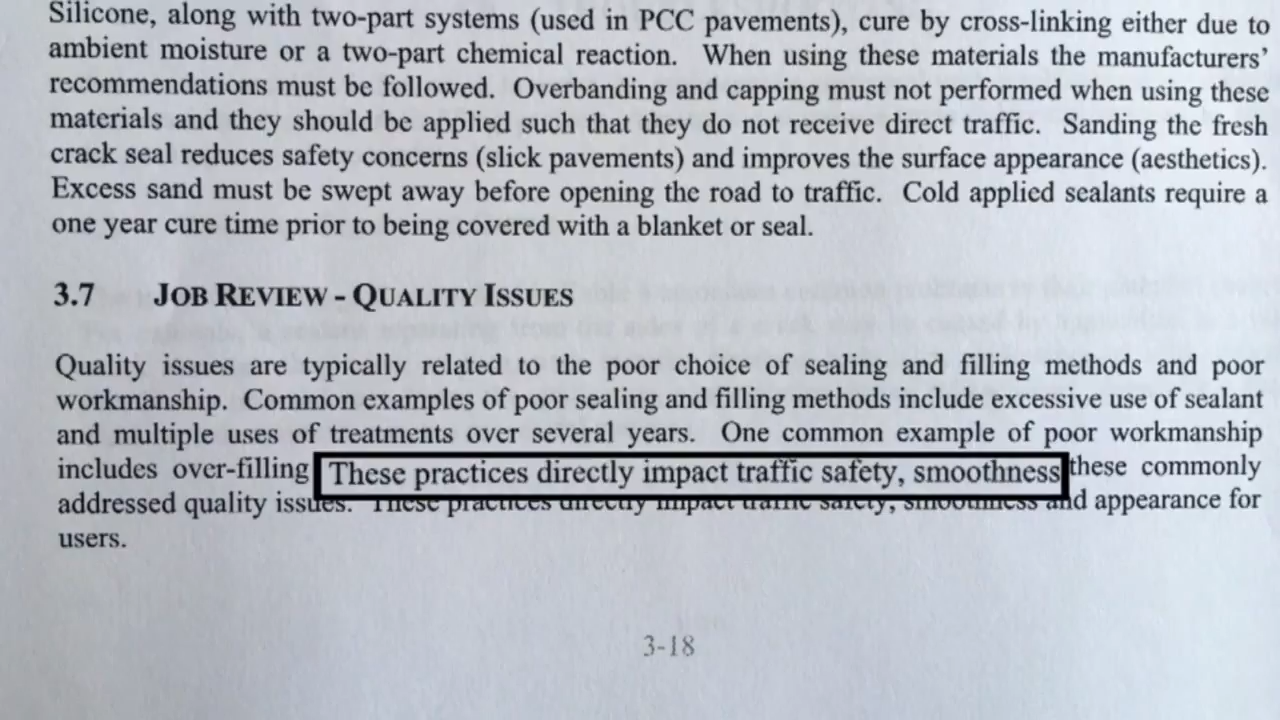 Silicone, along with two-part systems (used in PCC pavements), cure by cross-linking either due to
ambient moisture or a two-part chemical reaction. When using these materials the manufacturers'
recommendations must be followed. Overbanding and capping must not performed when using these
materials and they should be applied such that they do not receive direct traffic. Sanding the fresh
crack seal reduces safety concerns (slick pavements) and improves the surface appearance (aesthetics).
Excess sand must be swept away before opening the road to traffic. Cold applied sealants require a
one year cure time prior to being covered with a blanket or seal.
3.7 JOB REVIEW - QUALITY ISSUES
Quality issues are typically related to the poor choice of sealing and filling methods and poor
workmanship. Common examples of poor sealing and filling methods include excessive use of sealant
and multiple uses of treatments over several years. One common example of poor workmanship
includes over-filling These practices directly impact traffic safety, smoothness these commonly
addressed quality issues. These practices directly impact traffic safety, smoothness and appearance for
users.
3-18